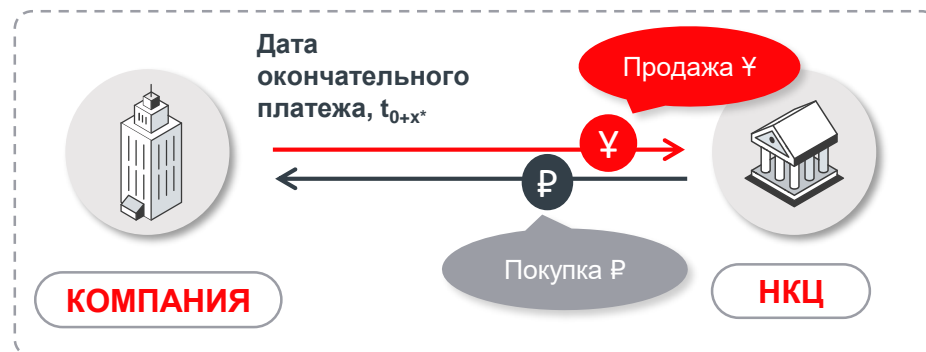 Дата
окончательного
платежа, t0+x*
Продажа ¥
¥
₽
Покупка ₽
КОМПАНИЯ
НКЦ